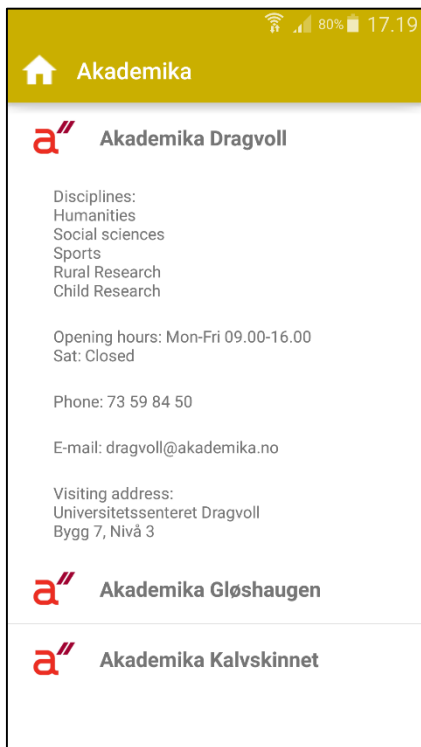 80% 17.19
Akademika
a" Akademika Dragvoll
Disciplines:
Humanities
Social sciences
Sports
Rural Research
Child Research
Opening hours: Mon-Fri 09.00-16.00
Sat: Closed
Phone: 73 59 84 50
E-mail: dragvoll@akademika.no
Visiting address:
Universitetssenteret Dragvoll
Bygg 7, Nivå 3
a" Akademika Gløshaugen
a" Akademika Kalvskinnet